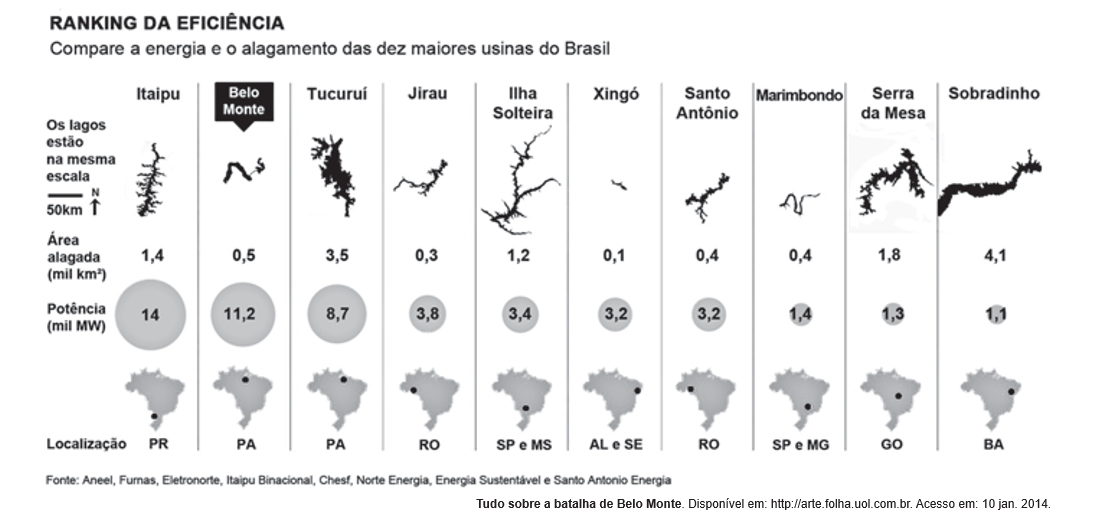 RANKING DA EFICIÊNCIA
Compare a energia e o alagamento das dez maiores usinas do Brasil
Itaipu
Belo
Monte
Tucuruí
Jirau
Ilha
Solteira
Xingó
Santo
Antônio
Marimbondo
Serra
da Mesa
Sobradinho
Os lagos
estão
na mesma
escala
N
50km
Área
alagada
(mil km²)
1,4 0,5 3,5 0,3 1,2 0,1 0,4 0,4 1,8 4,1
Potência
(mil MW)
14 11,2 8,7 3,8 3,4 3,2 3,2 1,4 1,3 1,1
Localização PR PA PA RO SP e MS AL e SE RO SP e MG GO BA
Fonte: Aneel, Furnas, Eletronorte, Itaipu Binacional, Chesf, Norte Energia, Energia Sustentável e Santo Antonio Energia
Tudo sobre a batalha de Belo Monte. Disponível em: http://arte.folha.uol.com.br. Acesso em: 10 jan. 2014.